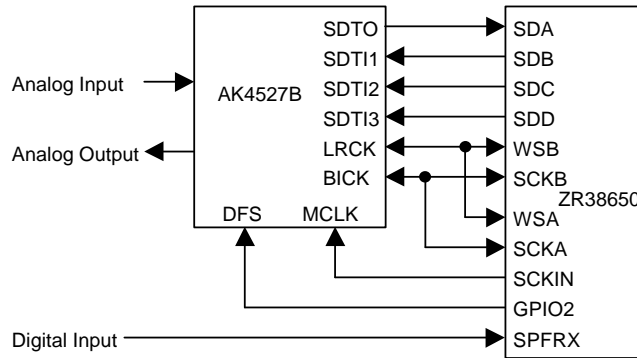 SDTO SDA
SDTI1 SDB
Analog Input AK4527B SDTI2 SDC
SDTI3 SDD
Analog Output LRCK WSB
BICK SCKB
ZR38650
DFS MCLK WSA
SCKA
SCKIN
GPIO2
Digital Input SPFRX